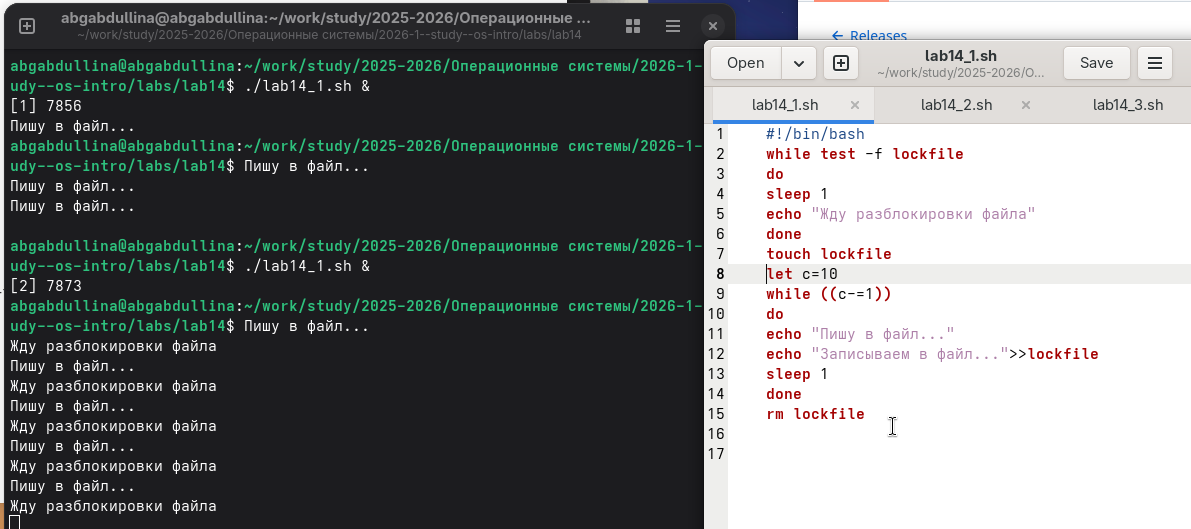 abgabdullina@abgabdullina:~/work/study/2025-2026/Операционные ...
~/work/study/2025-2026/Операционные системы/2026-1--study--os-intro/labs/lab14
abgabdullina@abgabdullina:~/work/study/2025-2026/Операционные системы/2026-1-
udy--os-intro/labs/lab14$ ./lab14_1.sh &
[1] 7856
Пишу в файл...
abgabdullina@abgabdullina:~/work/study/2025-2026/Операционные системы/2026-1-
udy--os-intro/labs/lab14$ Пишу в файл...
Пишу в файл...
Пишу в файл...
abgabdullina@abgabdullina:~/work/study/2025-2026/Операционные системы/2026-1-
udy--os-intro/labs/lab14$ ./lab14_1.sh &
[2] 7873
abgabdullina@abgabdullina:~/work/study/2025-2026/Операционные системы/2026-1-
udy--os-intro/labs/lab14$ Пишу в файл...
Жду разблокировки файла
Пишу в файл...
Жду разблокировки файла
Пишу в файл...
Жду разблокировки файла
Пишу в файл...
Жду разблокировки файла
Пишу в файл...
Жду разблокировки файла
← Releases
Open
lab14_1.sh
~/work/study/2025-2026/О...
Save
lab14_1.sh
lab14_2.sh
lab14_3.sh
1 #!/bin/bash
2 while test -f lockfile
3 do
4 sleep 1
5 echo "Жду разблокировки файла"
6 done
7 touch lockfile
8 let c=10
9 while ((c-=1))
10 do
11 echo "Пишу в файл..."
12 echo "Записываем в файл...">>lockfile
13 sleep 1
14 done
15 rm lockfile
16
17